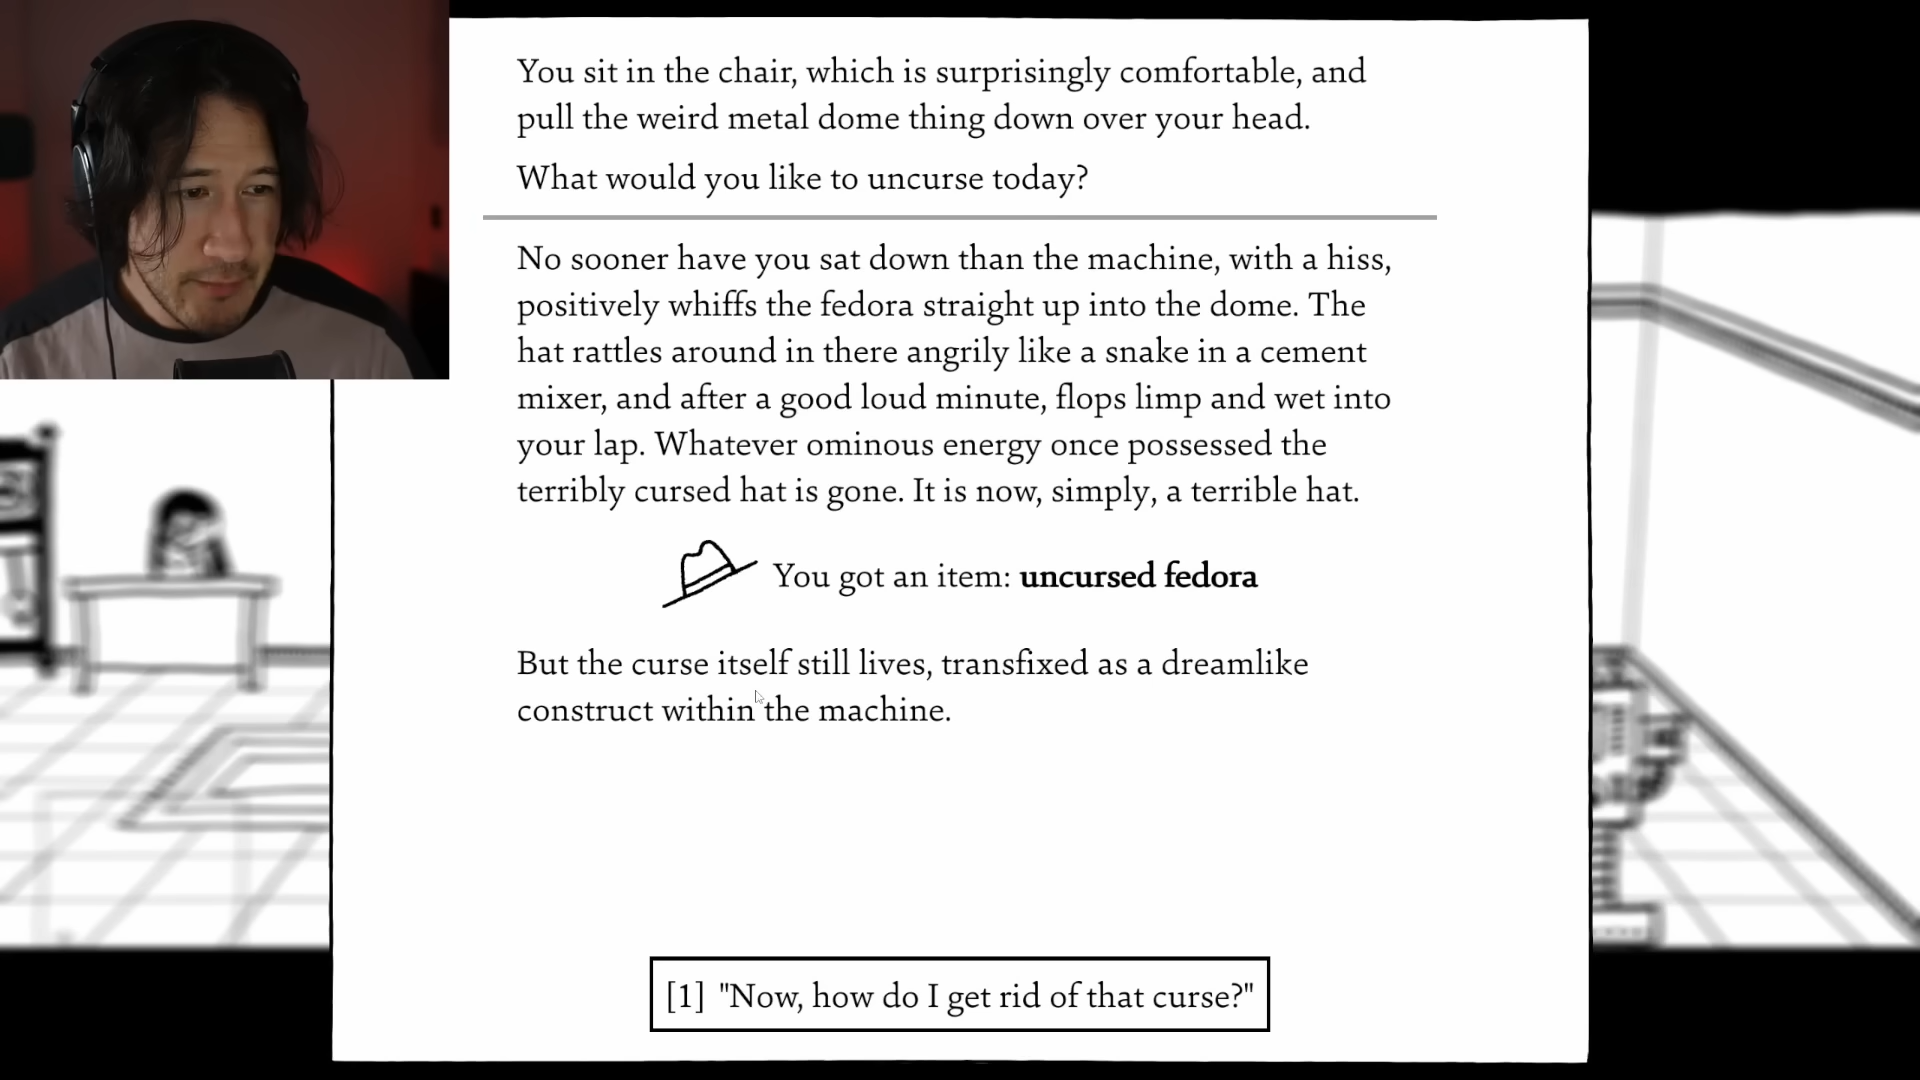 You sit in the chair, which is surprisingly comfortable, and
pull the weird metal dome thing down over your head.
What would you like to uncurse today?
No sooner have you sat down than the machine, with a hiss,
positively whiffs the fedora straight up into the dome. The
hat rattles around in there angrily like a snake in a cement
mixer, and after a good loud minute, flops limp and wet into
your lap. Whatever ominous energy once possessed the
terribly cursed hat is gone. It is now, simply, a terrible hat.
You got an item: uncursed fedora
But the curse itself still lives, transfixed as a dreamlike
construct within the machine.
[1] "Now, how do I get rid of that curse?"